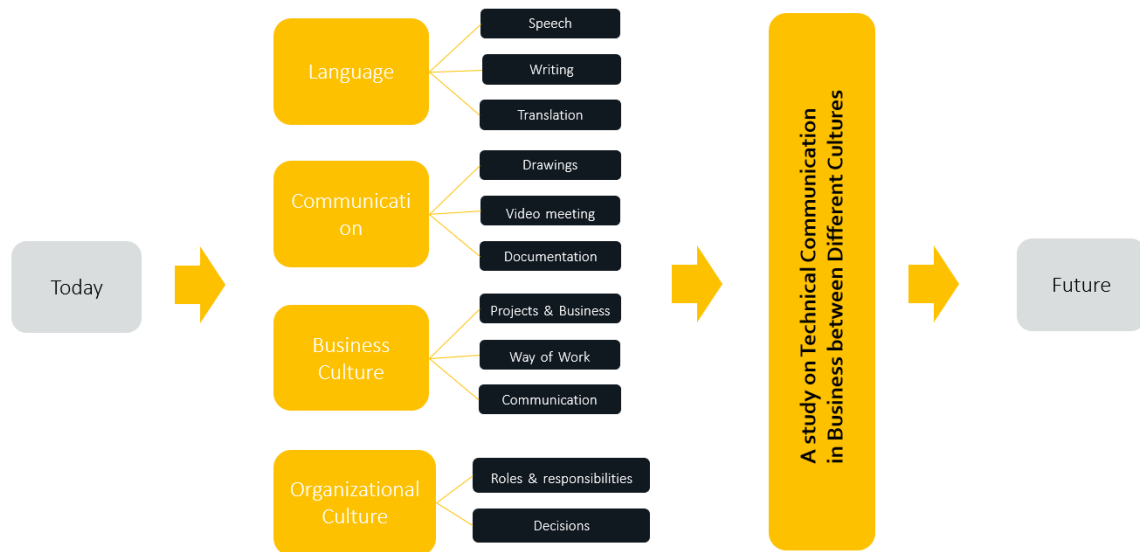 Today
Language
Speech
Writing
Translation
Communicati
on
Drawings
Video meeting
Documentation
Business
Culture
Projects & Business
Way of Work
Communication
Organizational
Culture
Roles & responsibilities
Decisions
A study on Technical Communication
in Business between Different Cultures
Future